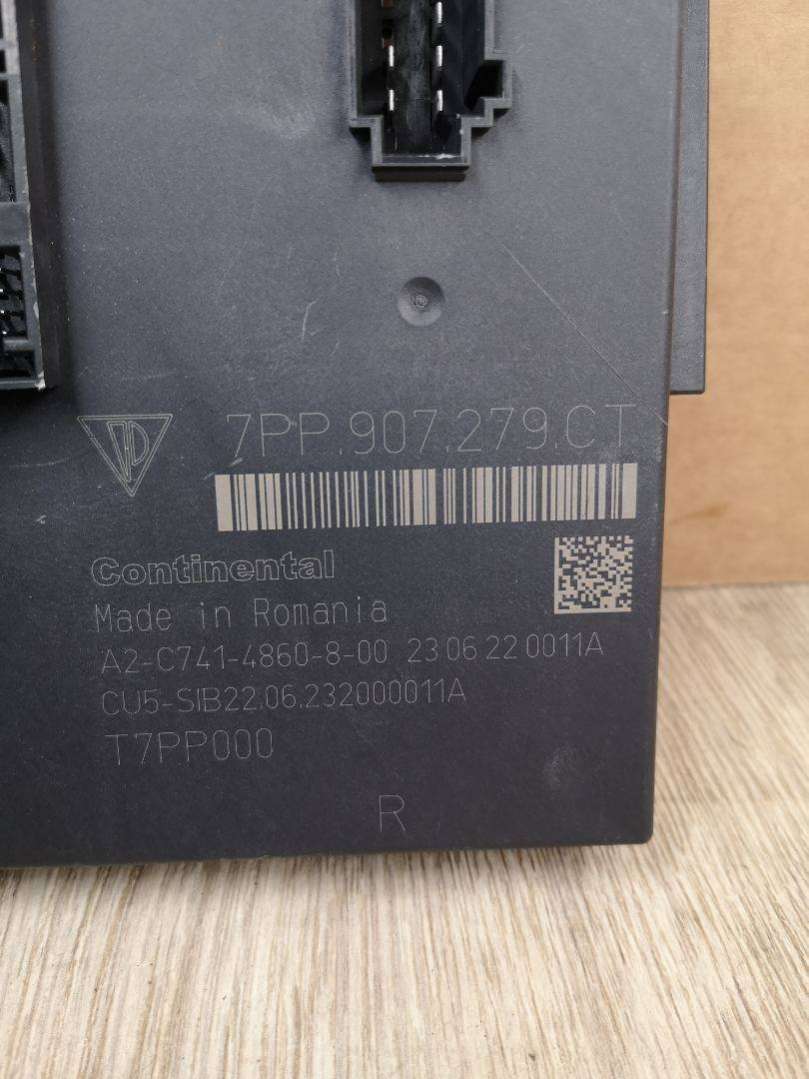 7PP.907.279.CT
Continental
Made in Romania
A2-C741-4860-8-00 23 06 22 0011A
CU5-SIB22.06.232000011A
T7PP000
R